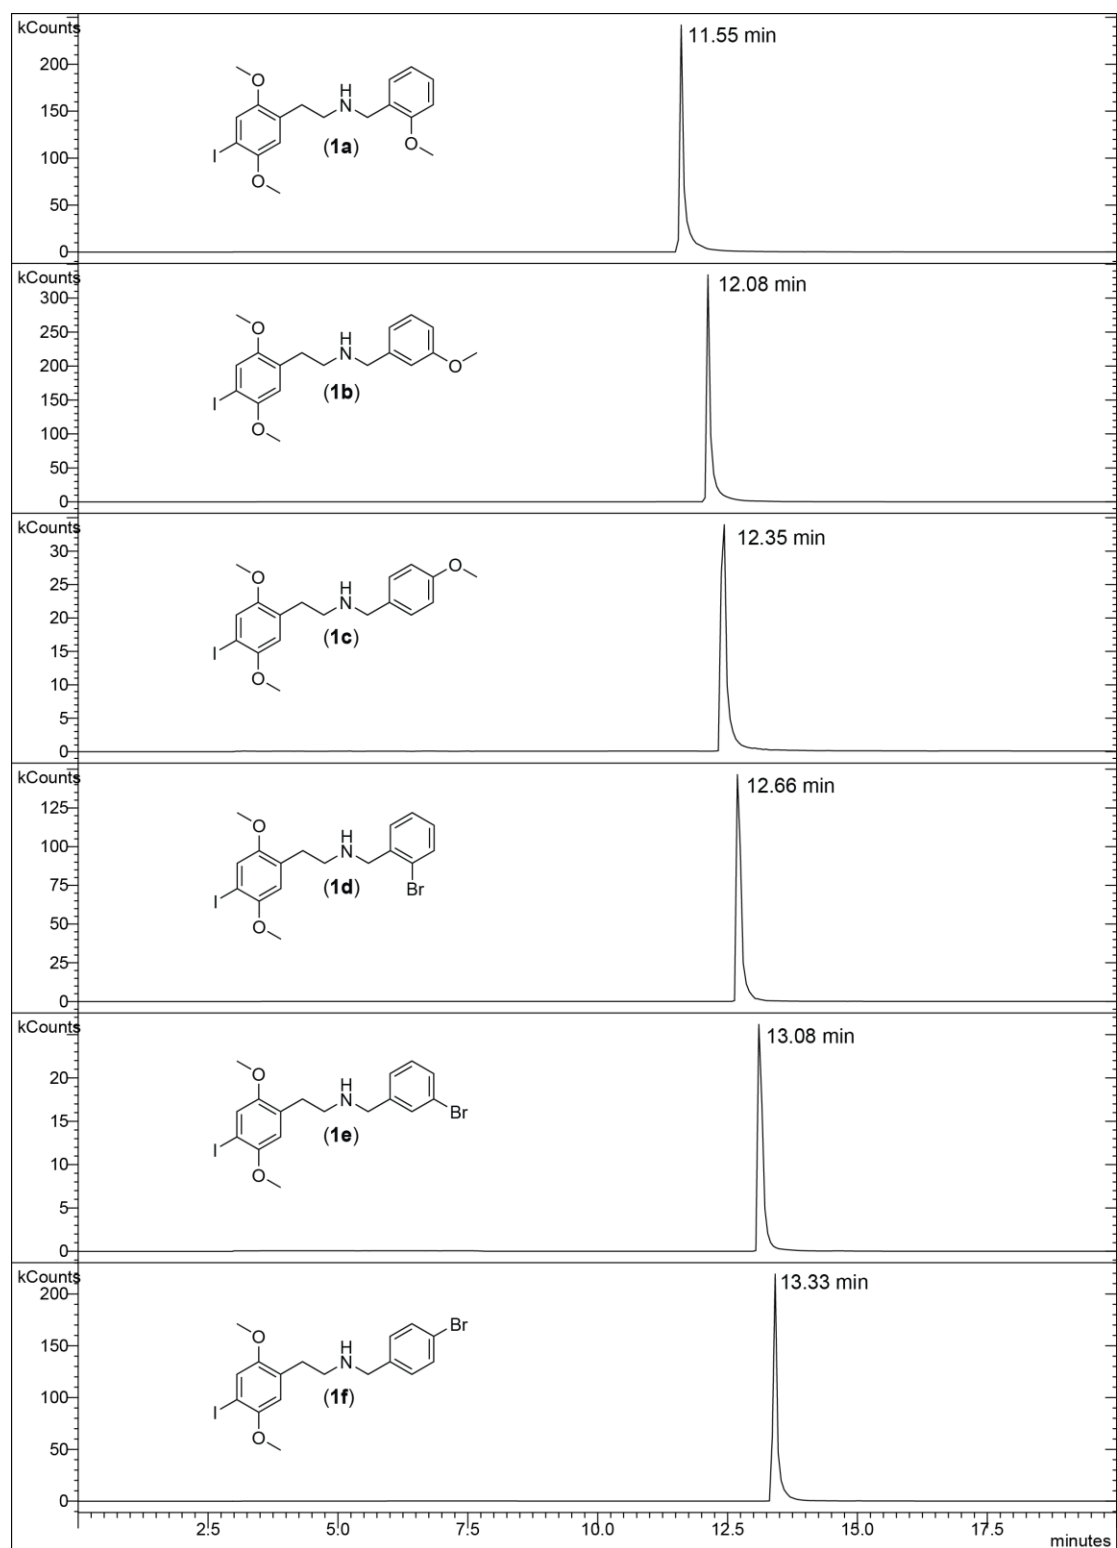 kCounts
11.55 min
200
150
100
50
0
O
H
N
(1a)
O
I
O
kCounts
12.08 min
300
250
200
150
100
50
0
O
H
N
O
(1b)
I
O
kCounts
12.35 min
30
25
20
15
10
5
0
O
O
H
N
(1c)
I
O
kCounts
12.66 min
125
100
75
50
25
0
O
H
N
(1d)
Br
I
O
kCounts
13.08 min
20
15
10
5
0
O
H
N
Br
(1e)
I
O
kCounts
13.33 min
200
150
100
50
0
Br
O
H
N
(1f)
I
O
2.5 5.0 7.5 10.0 12.5 15.0 17.5
minutes